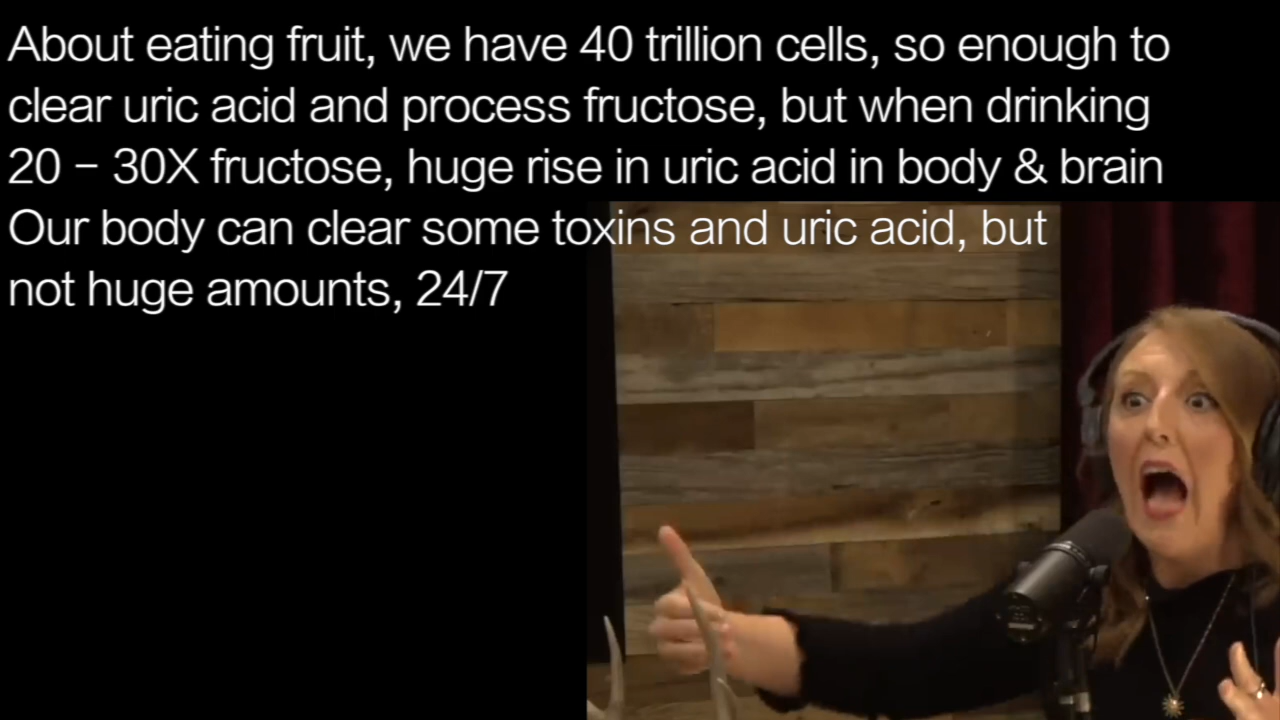 About eating fruit, we have 40 trillion cells, so enough to
clear uric acid and process fructose, but when drinking
20 – 30X fructose, huge rise in uric acid in body & brain
Our body can clear some toxins and uric acid, but
not huge amounts, 24/7